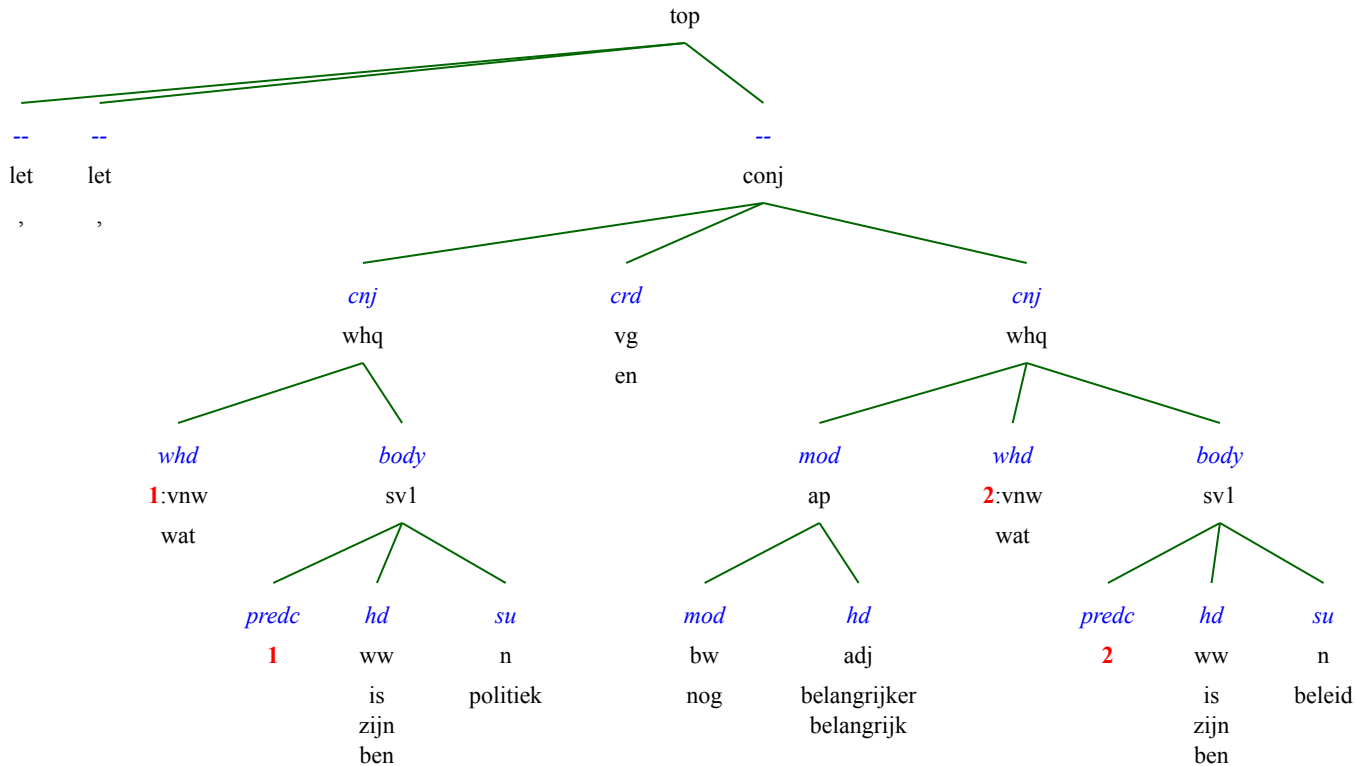 top
-- -- --
let let conj
, ,
cnj crd cnj
whq vg whq
en
whd body mod whd body
1:vnw sv1 ap 2:vnw sv1
wat wat
predc hd su mod hd predc hd su
1 ww n bw adj 2 ww n
is politiek nog belangrijker is beleid
zijn belangrijk zijn
ben ben